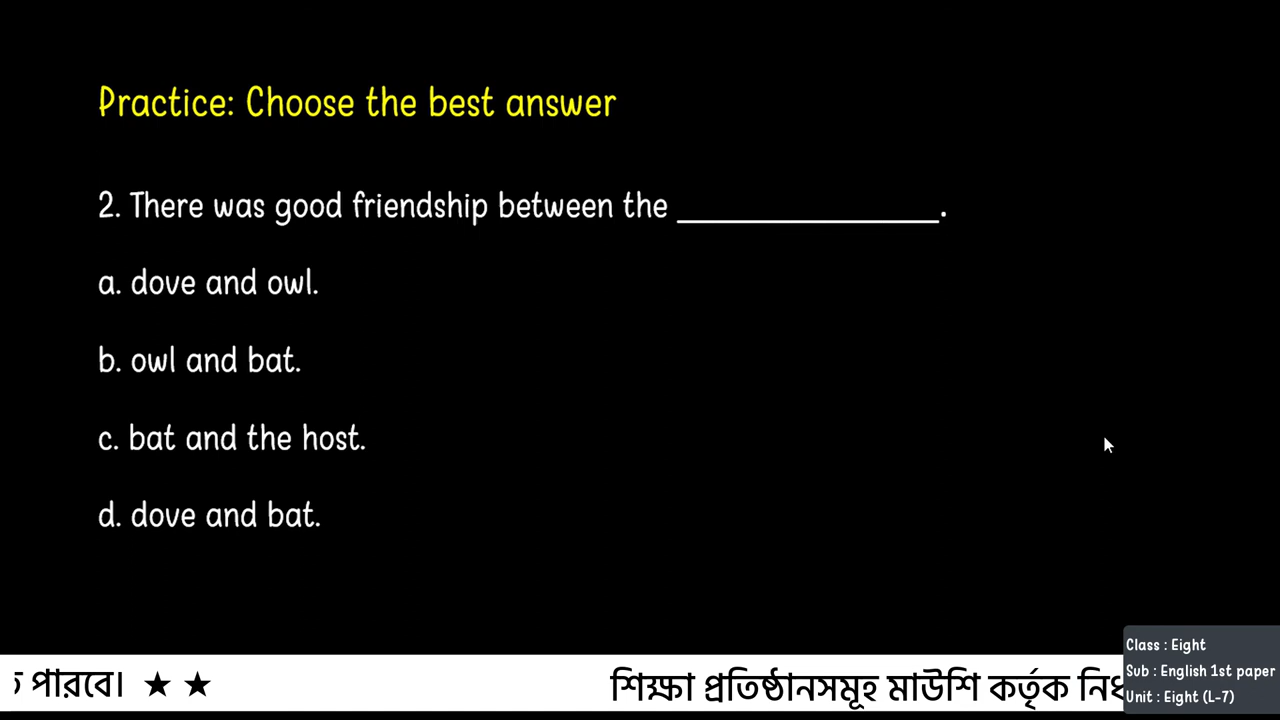 Practice: Choose the best answer
2. There was good friendship between the _______________.
a. dove and owl.
b. owl and bat.
c. bat and the host.
d. dove and bat.
পারবে। ★ ★
শিক্ষা প্রতিষ্ঠানসমূহ মাউশি কর্তৃক
Class : Eight
Sub : English 1st paper
Unit : Eight (L-7)